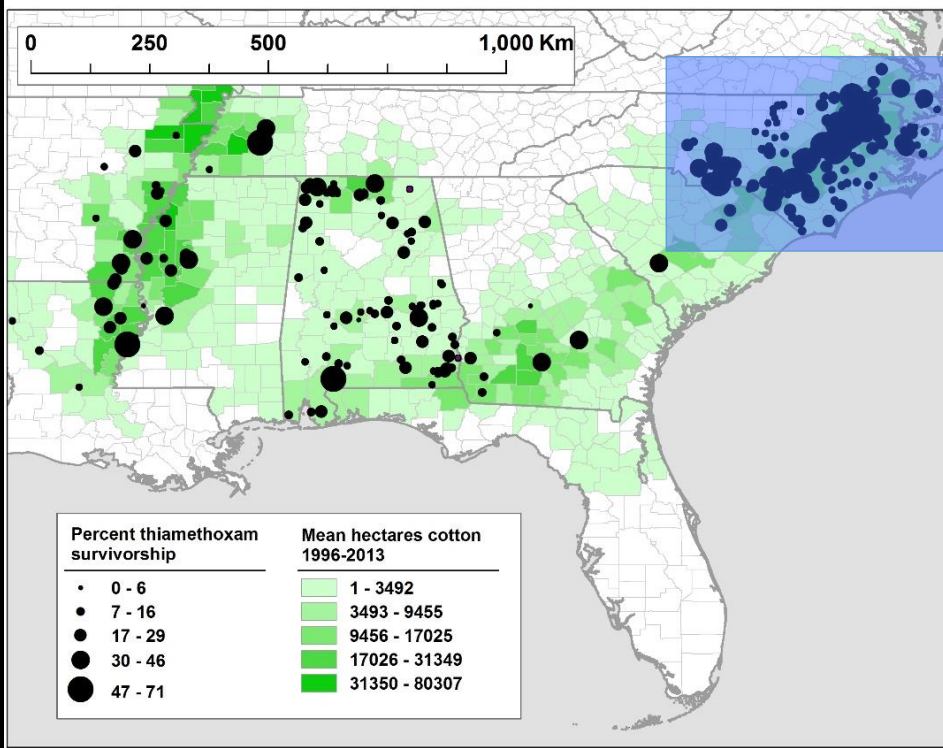 0 250 500 1,000 Km
Percent thiamethoxam
survivorship
0 - 6
7 - 16
17 - 29
30 - 46
47 - 71
Mean hectares cotton
1996-2013
1 - 3492
3493 - 9455
9456 - 17025
17026 - 31349
31350 - 80307